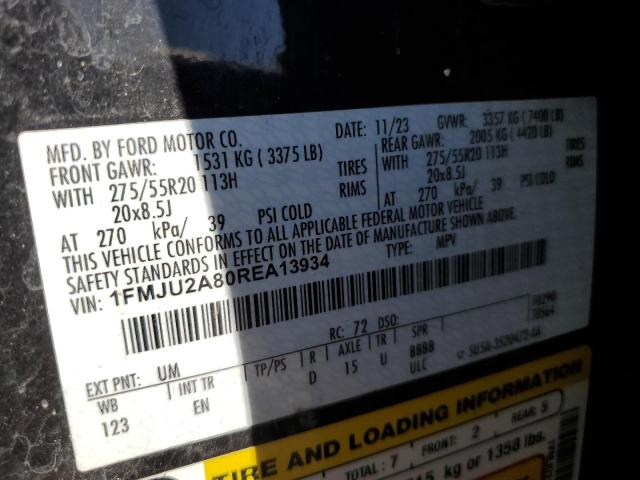 MFD. BY FORD MOTOR CO.
DATE: 11/23 GVWR: 3357 KG (7400 LB)
FRONT GAWR: 1531 KG (3375 LB) REAR GAWR: 2005 KG (4420 LB)
WITH 275/55R20 113H TIRES WITH 275/55R20 113H TIRES
20x8.5J RIMS 20x8.5J RIMS
AT 270 kPa/ 39 PSI COLD AT 270 kPa/ 39 PSI COLD
THIS VEHICLE CONFORMS TO ALL APPLICABLE FEDERAL MOTOR VEHICLE
SAFETY STANDARDS IN EFFECT ON THE DATE OF MANUFACTURE SHOWN ABOVE.
VIN: 1FMJU2A80REA13934 TYPE: MPV
EXT PNT: UM RC: 72 DSO:
WB INT TR TP/PS R AXLE TR SPR
123 EN D 15 U BBBB
ULC
TIRE AND LOADING INFORMATION
TOTAL: 7 FRONT: 2 REAR: 5
kg or 1358 lbs.